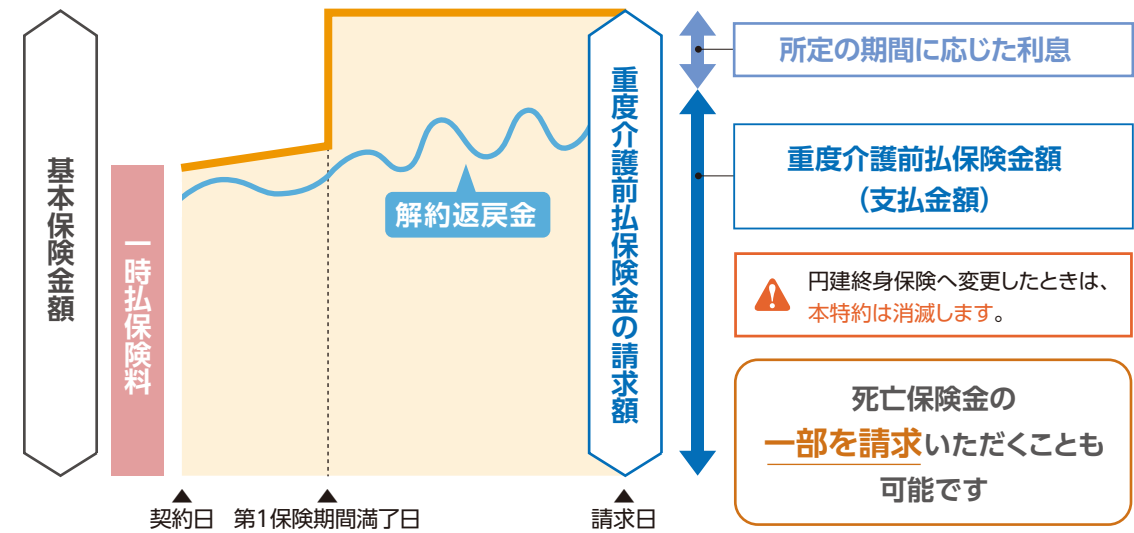 基本保険金額
一時払保険料
解約返戻金
重度介護前払保険金の請求額
契約日
第1保険期間満了日
請求日
所定の期間に応じた利息
重度介護前払保険金額
（支払金額）
円建終身保険へ変更したときは、
本特約は消滅します。
死亡保険金の
一部を請求いただくことも
可能です